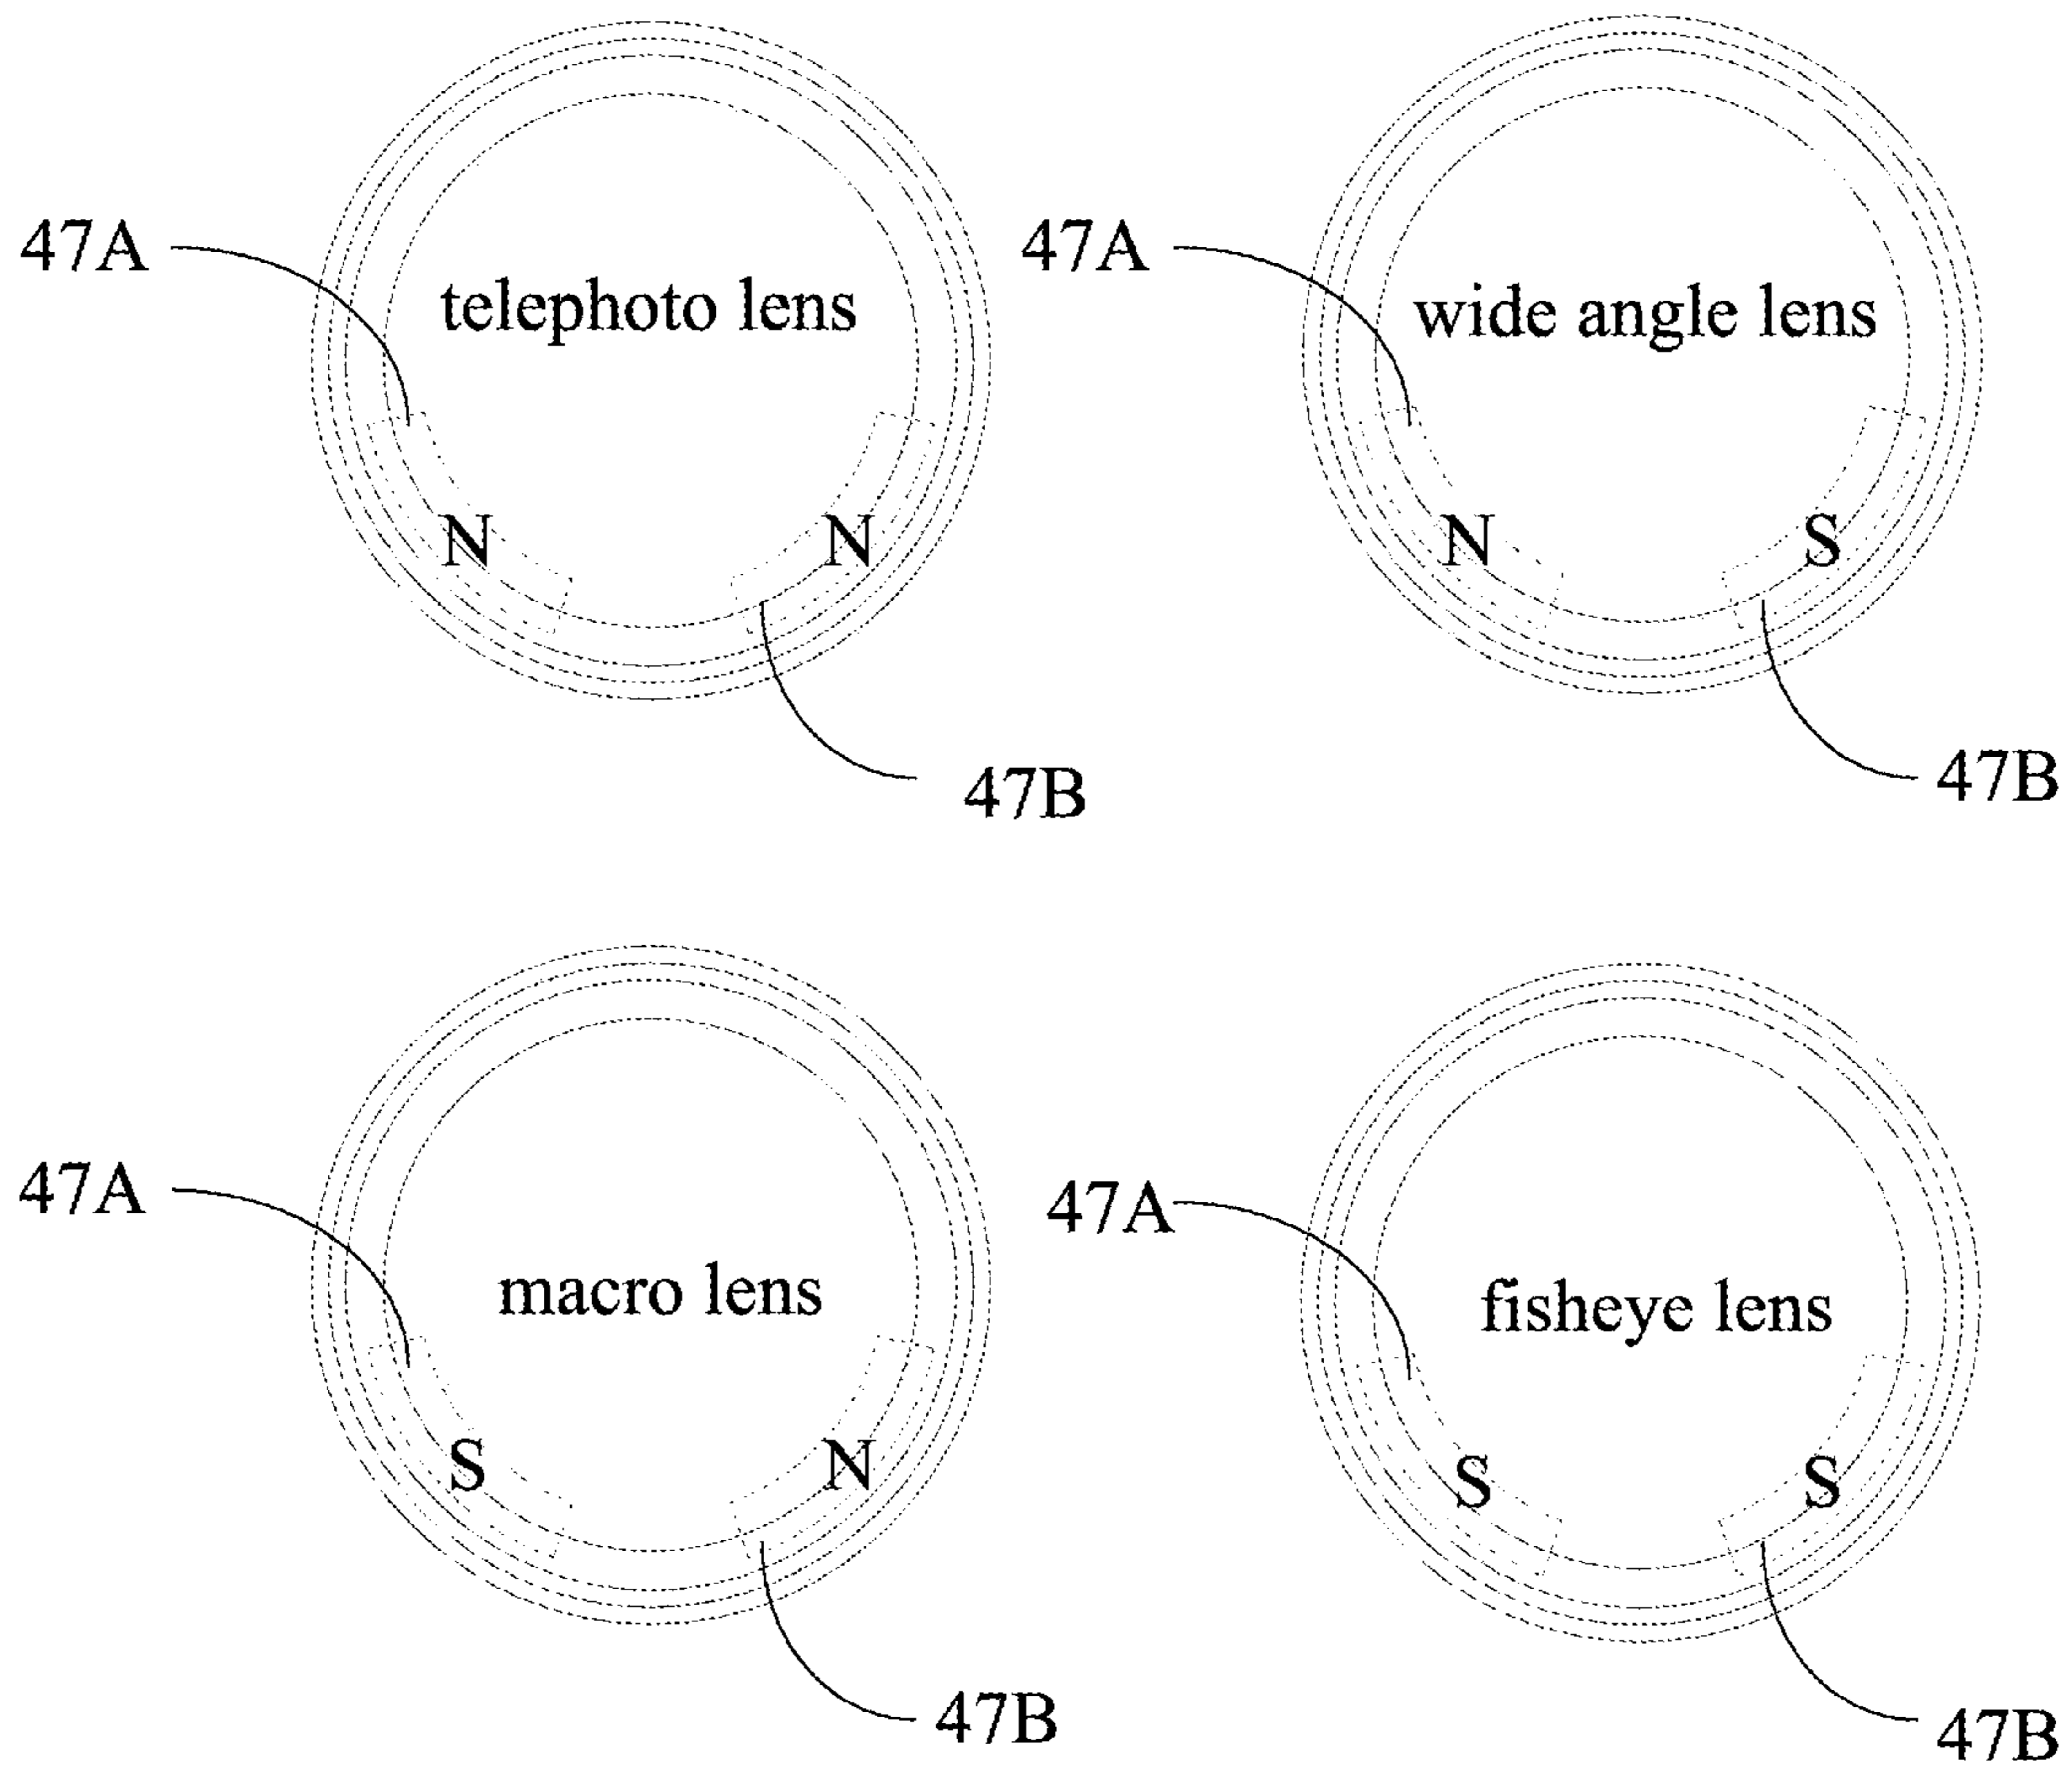 47A
telephoto lens
N
N
47B
47A
wide angle lens
N
S
47B
47A
macro lens
S
N
47B
47A
fisheye lens
S
S
47B